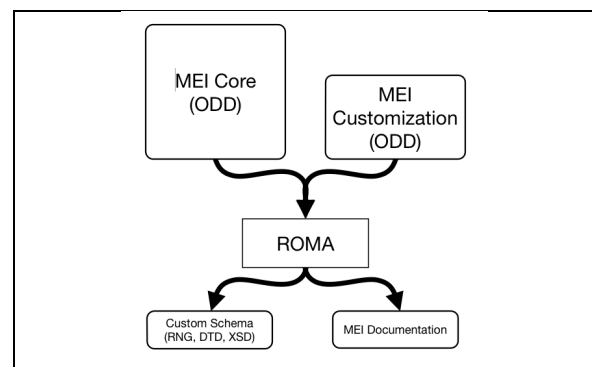 MEI Core
(ODD)
MEI
Customization
(ODD)
ROMA
Custom Schema
(RNG, DTD, XSD)
MEI Documentation